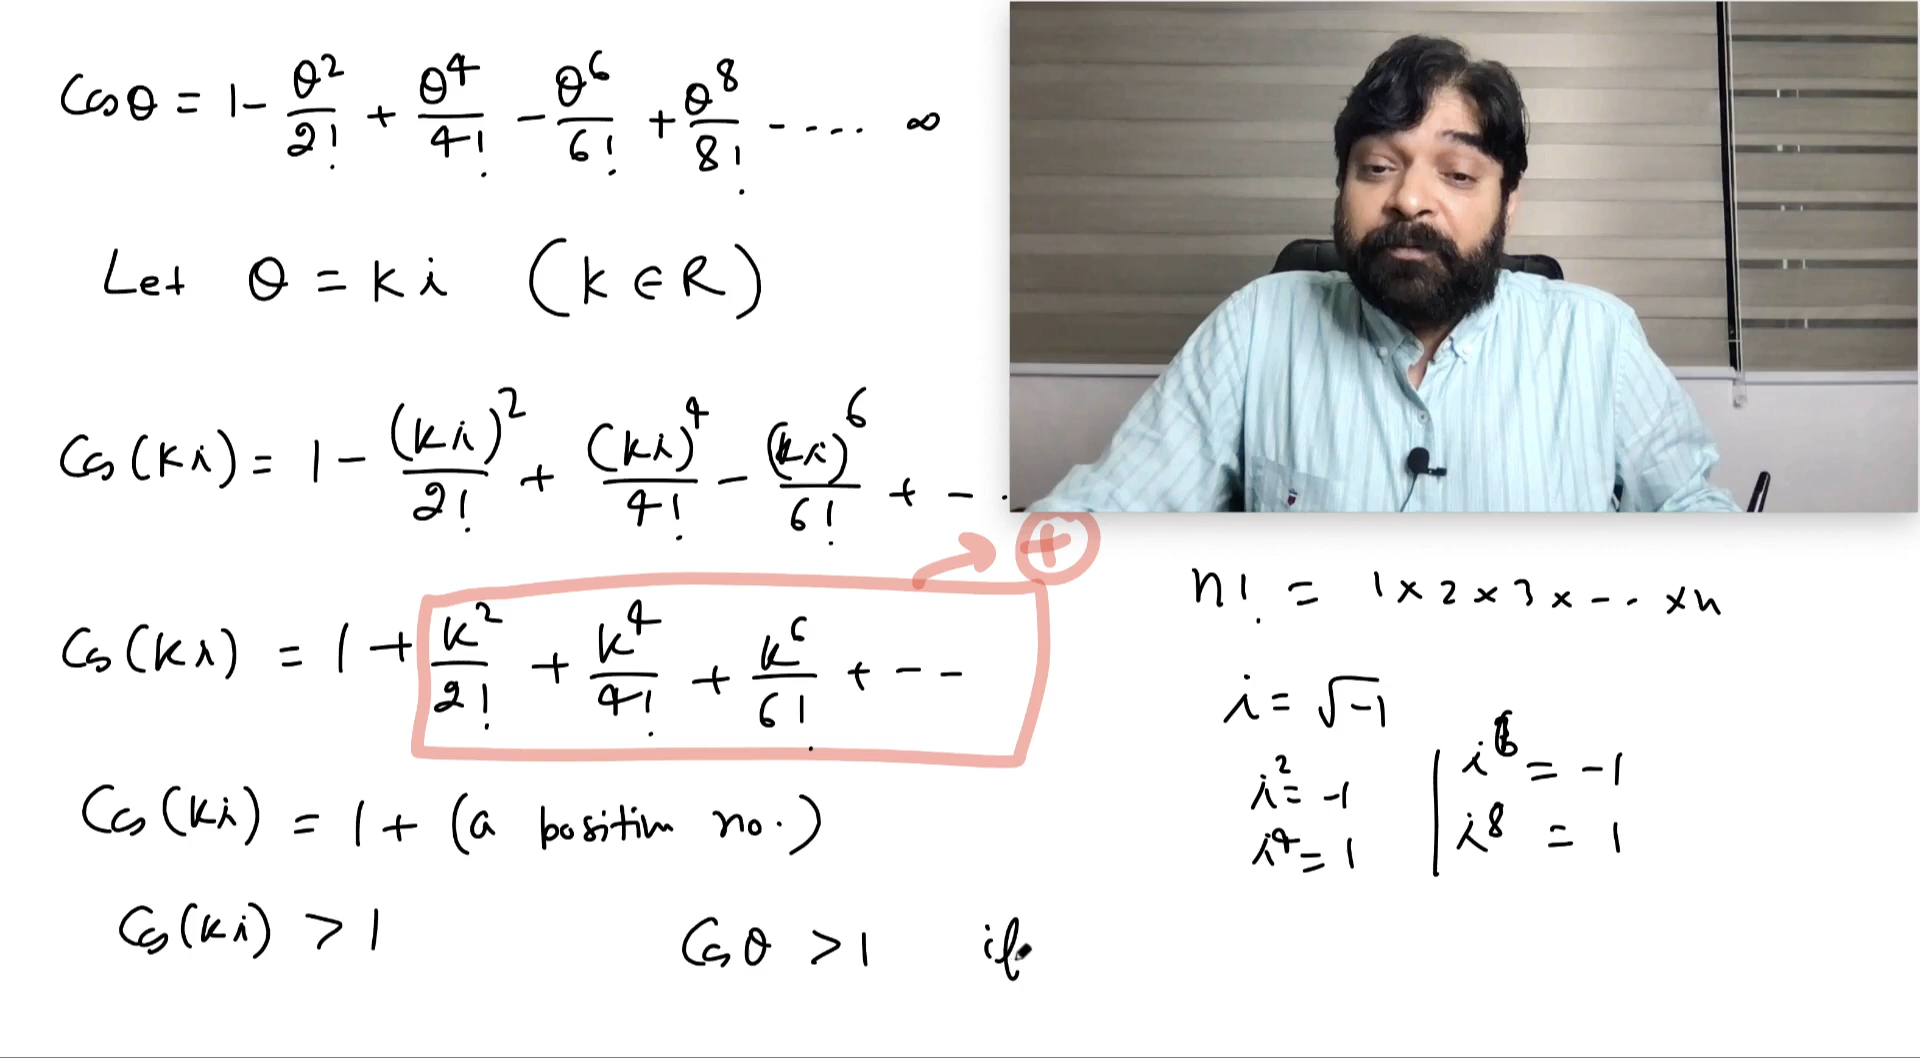 Cosθ = 1 - θ²/2! + θ⁴/4! - θ⁶/6! + θ⁸/8! - .... ∞
Let θ = ki (k ∈ R)
Cos(ki) = 1 - (ki)²/2! + (ki)⁴/4! - (ki)⁶/6! + - .
+
Cos(ki) = 1 + k²/2! + k⁴/4! + k⁶/6! + - -
Cos(ki) = 1 + (a positive no.)
Cos(ki) > 1
Cosθ > 1 if
n! = 1 x 2 x 3 x - - . x n
i = √-1
i² = -1
i⁴ = 1
i⁶ = -1
i⁸ = 1